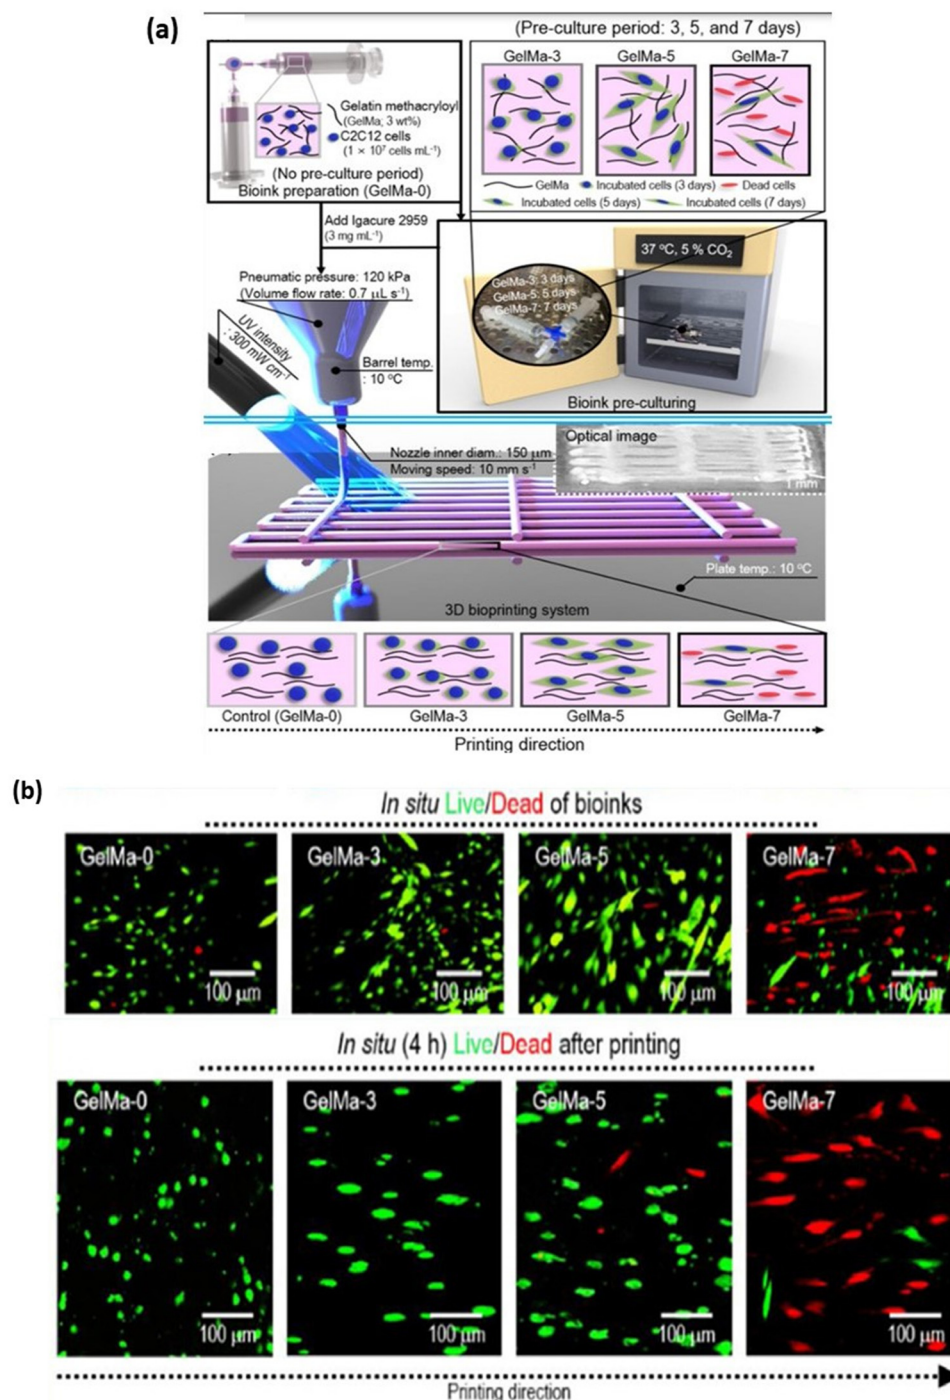 (a)
(Pre-culture period: 3, 5, and 7 days)
Gelatin methacryloyl
(GelMa; 3 wt%)
C2C12 cells
(1 × 10⁷ cells mL⁻¹)
(No pre-culture period)
Bioink preparation (GelMa-0)
GelMa-3
GelMa-5
GelMa-7
GelMa
Incubated cells (3 days)
Dead cells
Incubated cells (5 days)
Incubated cells (7 days)
Add Igacure 2959
(3 mg mL⁻¹)
37 °C, 5 % CO₂
GelMa-3: 3 days
GelMa-5: 5 days
GelMa-7: 7 days
Bioink pre-culturing
Pneumatic pressure: 120 kPa
(Volume flow rate: 0.7 μL s⁻¹)
UV intensity
: 300 mW cm⁻¹
Barrel temp.
: 10 °C
Nozzle inner diam.: 150 μm
Moving speed: 10 mm s⁻¹
Optical image
1 mm
Plate temp.: 10 °C
3D bioprinting system
Control (GelMa-0)
GelMa-3
GelMa-5
GelMa-7
Printing direction
(b)
In situ Live/Dead of bioinks
GelMa-0
GelMa-3
GelMa-5
GelMa-7
100 μm
100 μm
100 μm
100 μm
In situ (4 h) Live/Dead after printing
GelMa-0
GelMa-3
GelMa-5
GelMa-7
100 μm
100 μm
100 μm
100 μm
Printing direction